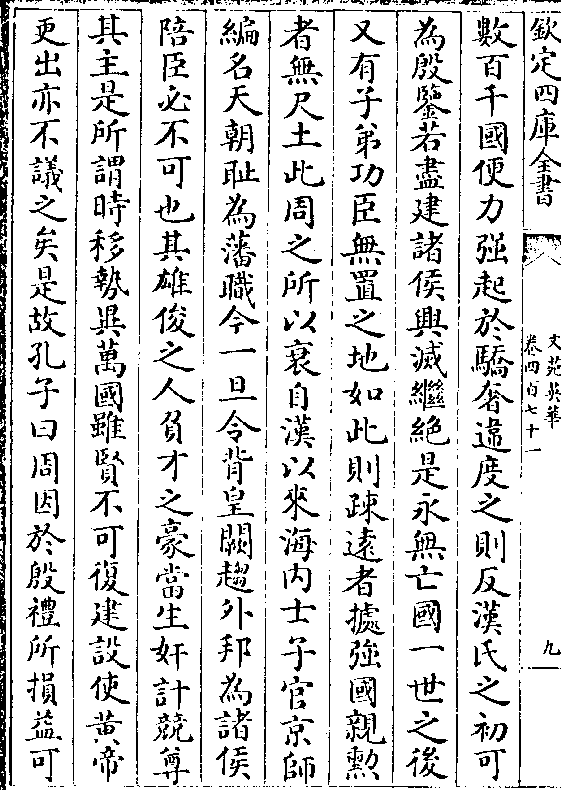 欽定四庫全書
文苑英華
卷四百七十一
九
數百千國便力强起於驕奢違度之則反漢氏之初可
為殷鑒若盡建諸侯興滅繼絶是永無亡國一世之後
又有子弟功臣無置之地如此則疎遠者據强國親勲
者無尺土此周之所以衰自漢以來海内士子官京師
編名天朝耻為藩職今一旦令背皇闕趨外邦為諸侯
陪臣必不可也其雄俊之人負才之豪當生奸計競尊
其主是所謂時移勢異萬國雖賢不可復建設使黄帝
更出亦不議之矣是故孔子曰周因於殷禮所損益可